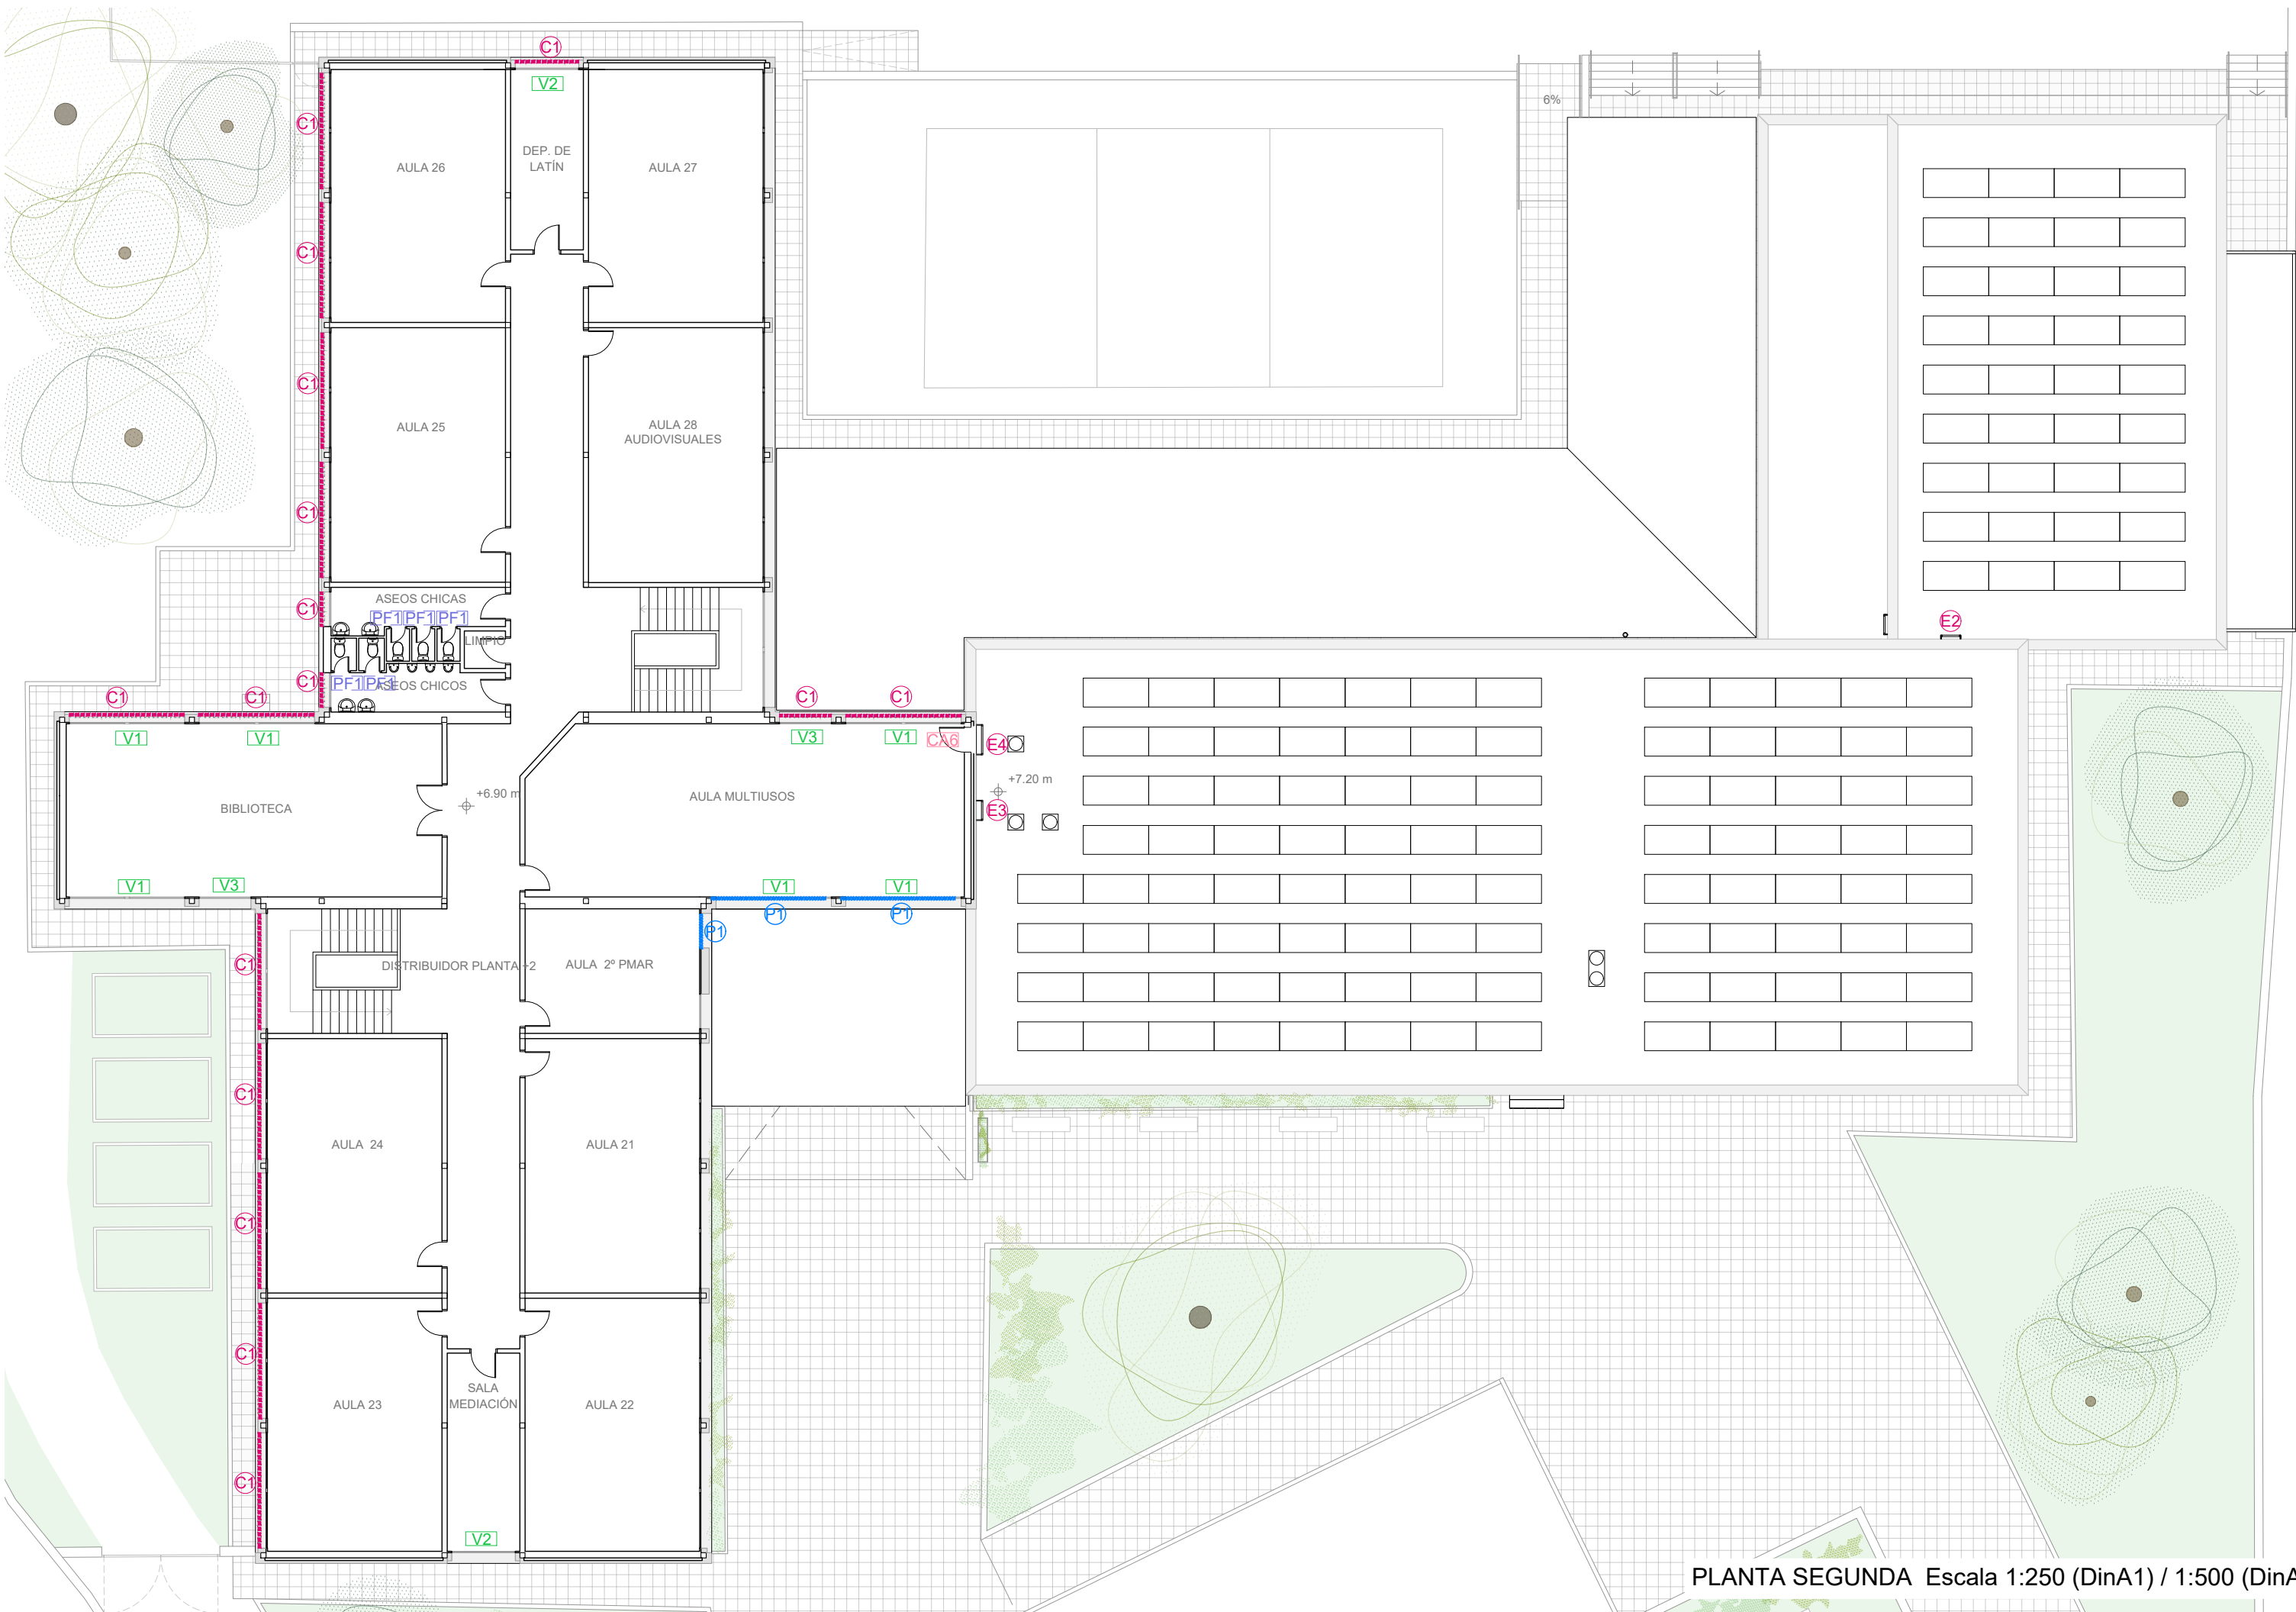 C1
V2
6%
C1
DEP. DE
LATÍN
AULA 26
AULA 27
C1
C1
AULA 25
AULA 28
AUDIOVISUALES
C1
ASEOS CHICAS
C1
PF1 PF1 PF1
E2
LIMPIO
C1
PF1 PF1
ASEOS CHICOS
C1
C1
C1
C1
V1
V1
V3
V1
CA6
E4
+7.20 m
+6.90 m
AULA MULTIUSOS
BIBLIOTECA
E3
V1
V3
V1
V1
P1
P1
P1
C1
DISTRIBUIDOR PLANTA +2
AULA 2º PMAR
C1
AULA 24
AULA 21
C1
C1
SALA
MEDIACIÓN
AULA 23
AULA 22
C1
V2
PLANTA SEGUNDA Escala 1:250 (DinA1) / 1:500 (DinA